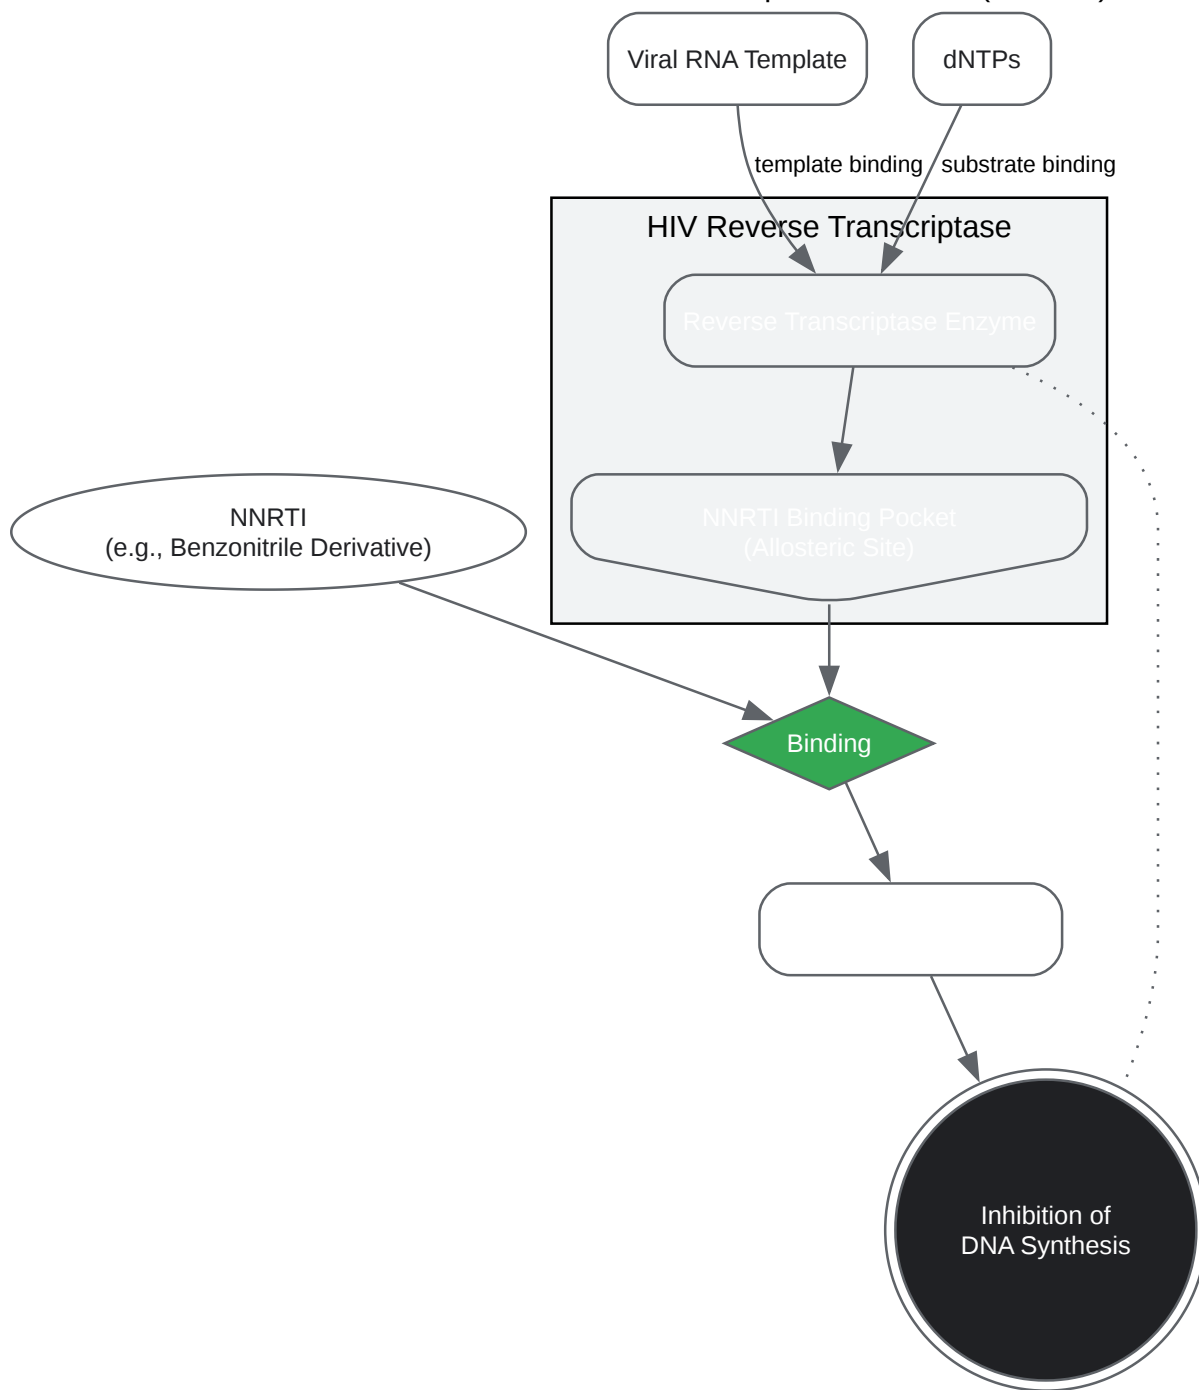 Viral RNA Template
dNTPs
template binding
substrate binding
HIV Reverse Transcriptase
Reverse Transcriptase Enzyme
NNRTI Binding Pocket
(Allosteric Site)
NNRTI
(e.g., Benzonitrile Derivative)
Binding
Inhibition of
DNA Synthesis